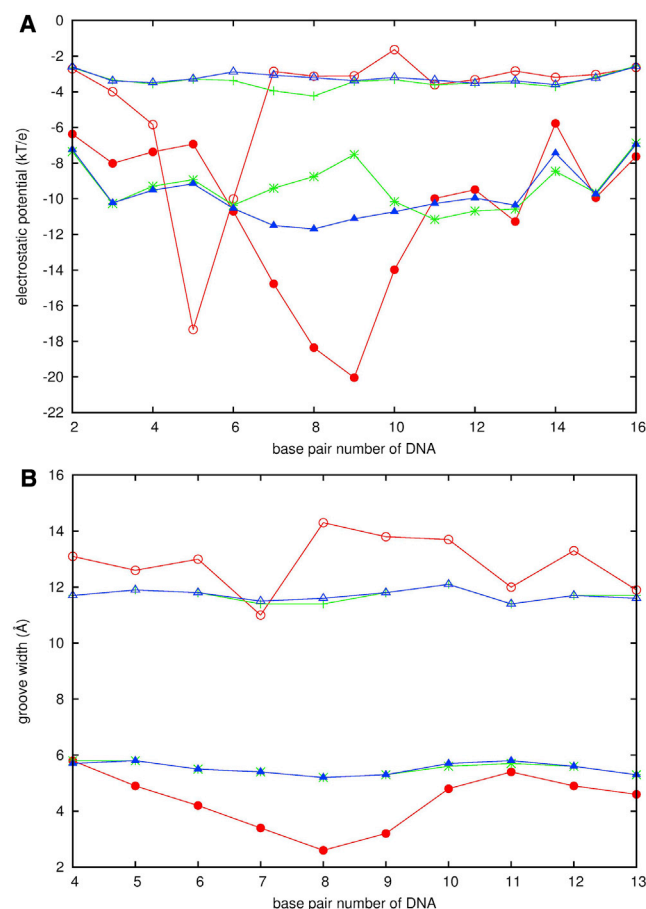 A
0
-2
-4
-6
-8
-10
-12
-14
-16
-18
-20
-22
electrostatic potential (kT/e)
2 4 6 8 10 12 14 16
base pair number of DNA
B
16
14
12
10
8
6
4
2
groove width (Å)
4 5 6 7 8 9 10 11 12 13
base pair number of DNA